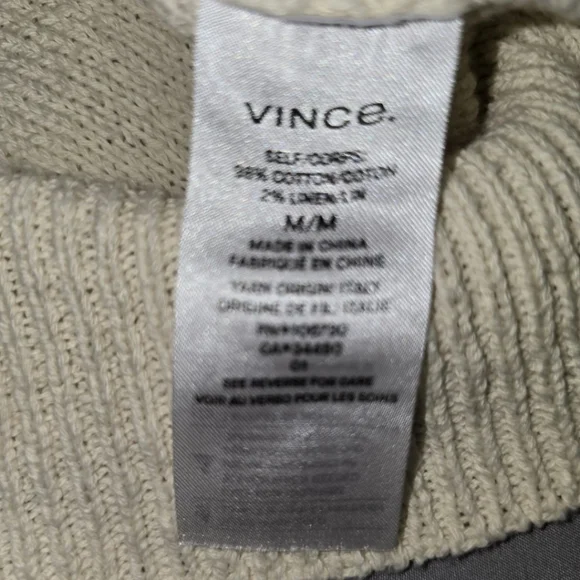 VINCe.
SELF/CORPS:
98% COTTON/COTON
2% LINEN/LIN
M/M
MADE IN CHINA
FABRIQUÉ EN CHINE
YARN ORIGIN/ ITALY
ORIGINE DE FIL/ ITALIE
01
SEE REVERSE FOR CARE
VOIR AU VERSO POUR LES SOINS